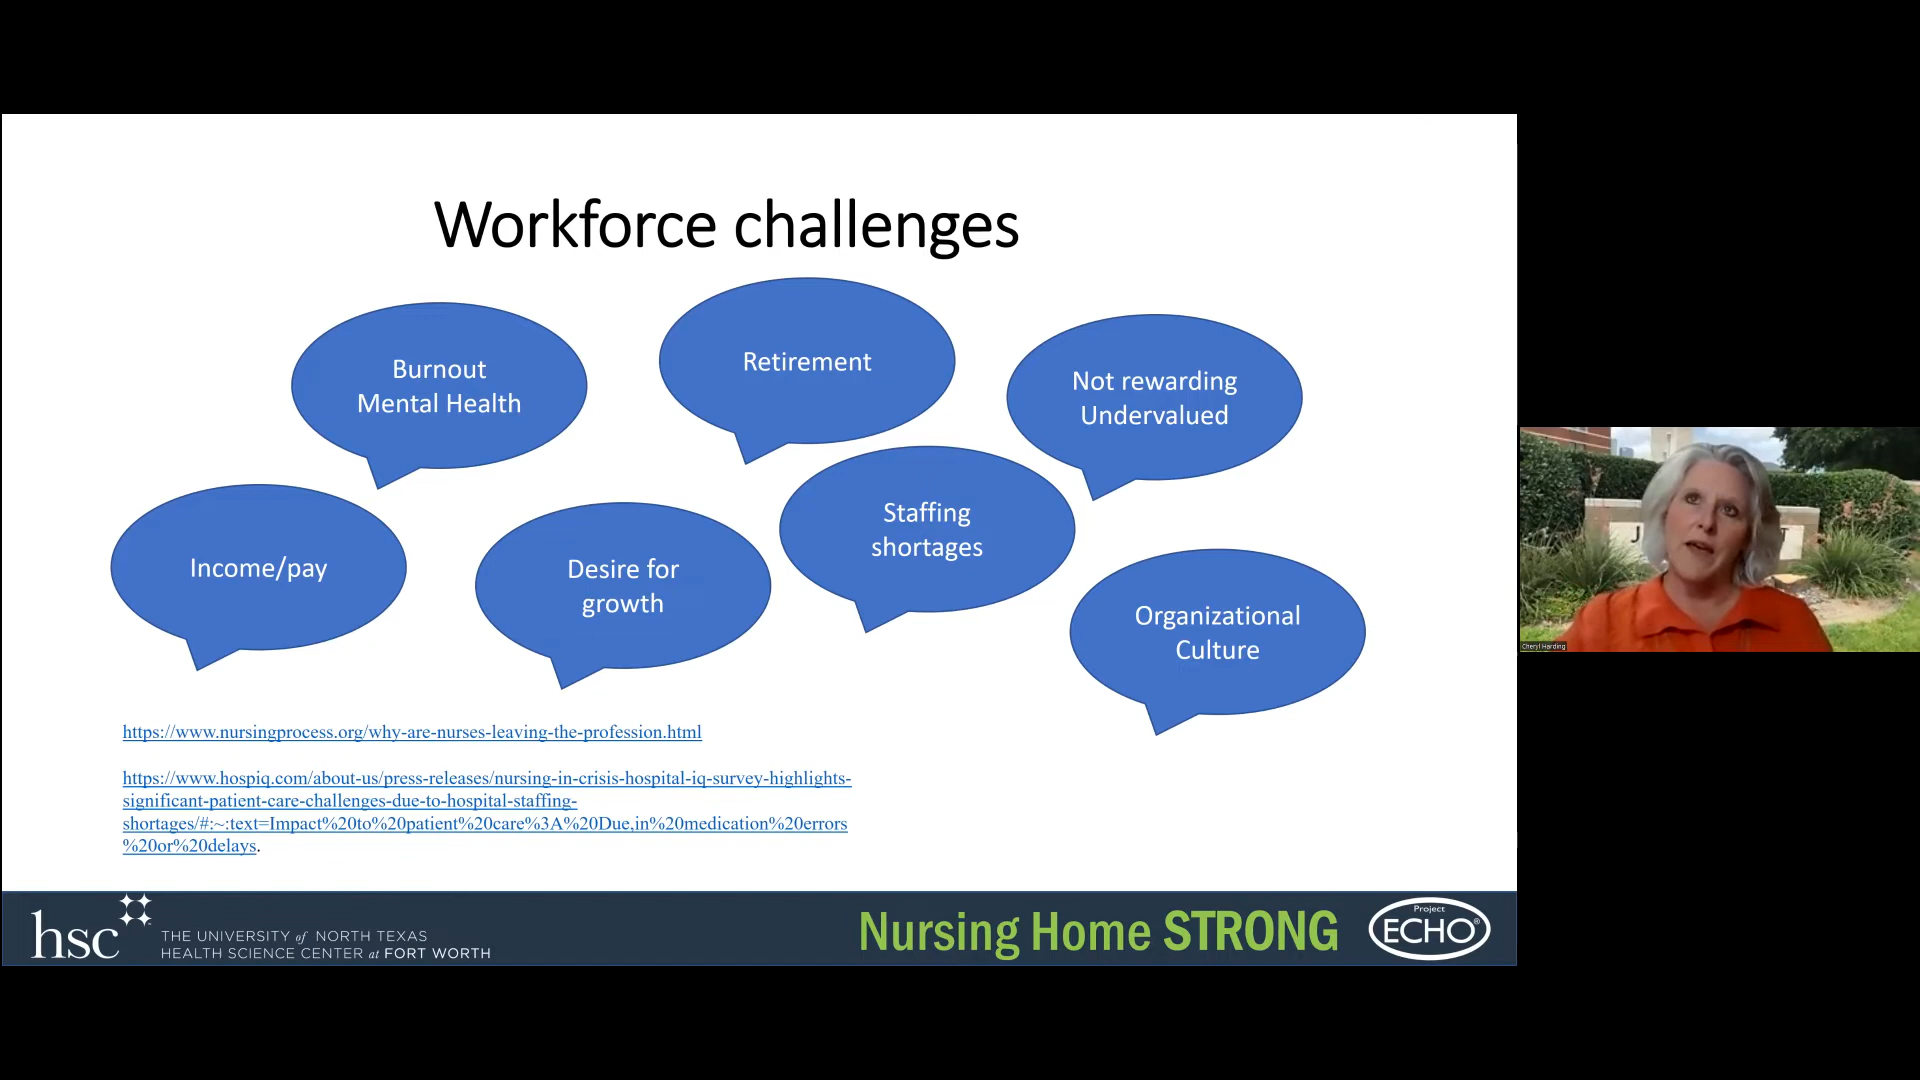 Workforce challenges
Burnout
Mental Health
Retirement
Not rewarding
Undervalued
Income/pay
Desire for
growth
Staffing
shortages
Organizational
Culture
https://www.nursingprocess.org/why-are-nurses-leaving-the-profession.html
https://www.hospiq.com/about-us/press-releases/nursing-in-crisis-hospital-iq-survey-highlights-
significant-patient-care-challenges-due-to-hospital-staffing-
shortages/#:~:text=Impact%20to%20patient%20care%3A%20Due,in%20medication%20errors
%20or%20delays.
hsc
THE UNIVERSITY of NORTH TEXAS
HEALTH SCIENCE CENTER at FORT WORTH
Nursing Home STRONG
Project
ECHO®
Cheryl Harding